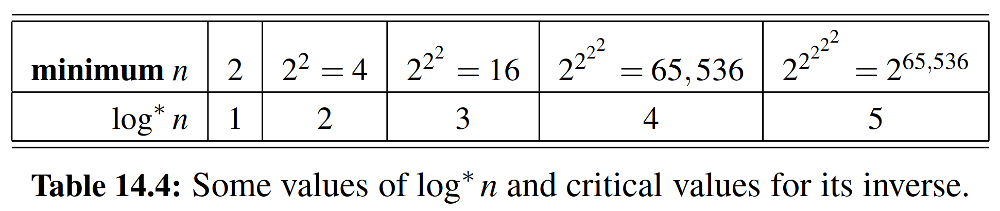 minimum n 2 2² = 4 2^{2^2} = 16 2^{2^{2^2}} = 65,536 2^{2^{2^{2^2}}} = 2^{65,536}
log* n 1 2 3 4 5
Table 14.4: Some values of log* n and critical values for its inverse.